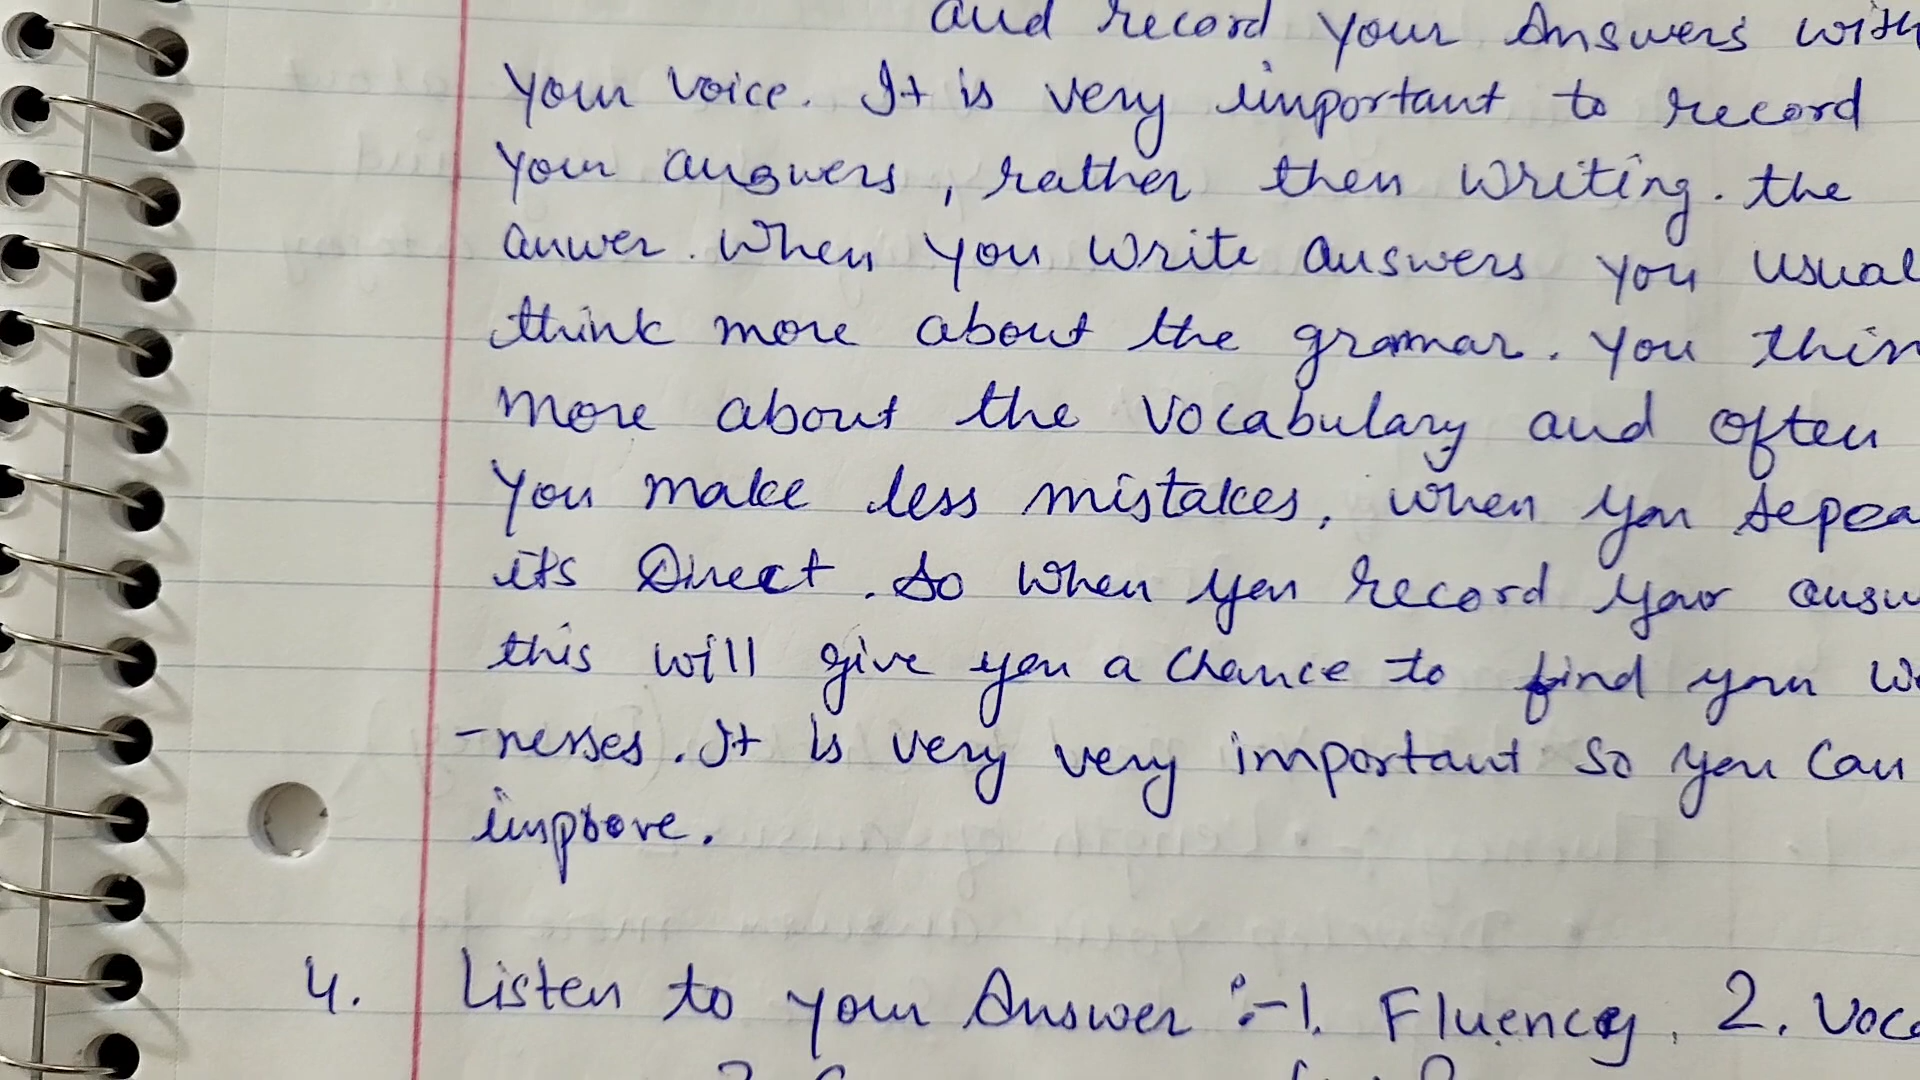 and record your Answers with
your voice. It is very important to record
your answers, rather then writing. the
anwer. When you write answers you usual
think more about the gramar. you thin
more about the vocabulary and often
you make less mistakes, when you
its Direct. So when you record your answ
this will give you a chance to find your
-nesses. It is very very important so you can
improve.
4. Listen to your Answer :-1. Fluency, 2. Voca